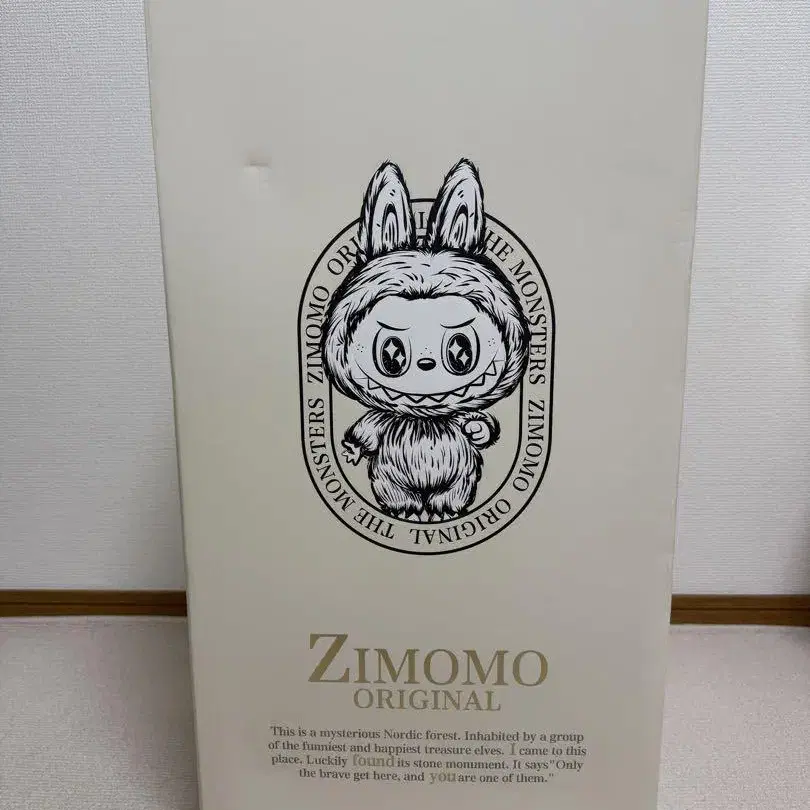 THE MONSTERS ZIMOMO ORI
HE MONSTERS ZIMOMO ORIGINAL
ZIMOMO
ORIGINAL
This is a mysterious Nordic forest. Inhabited by a group
of the funniest and happiest treasure elves. I came to this
place. Luckily found its stone monument. It says"Only
the brave get here, and you are one of them."